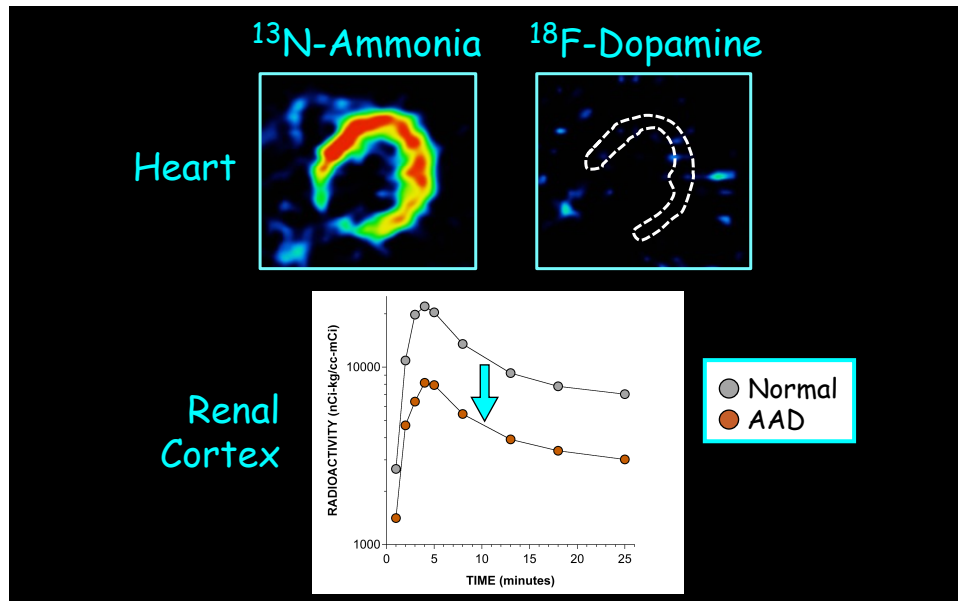 ¹³N-Ammonia
¹⁸F-Dopamine
Heart
Renal
Cortex
RADIOACTIVITY (nCi-kg/cc-mCi)
10000
1000
0
5
10
15
20
25
TIME (minutes)
Normal
AAD